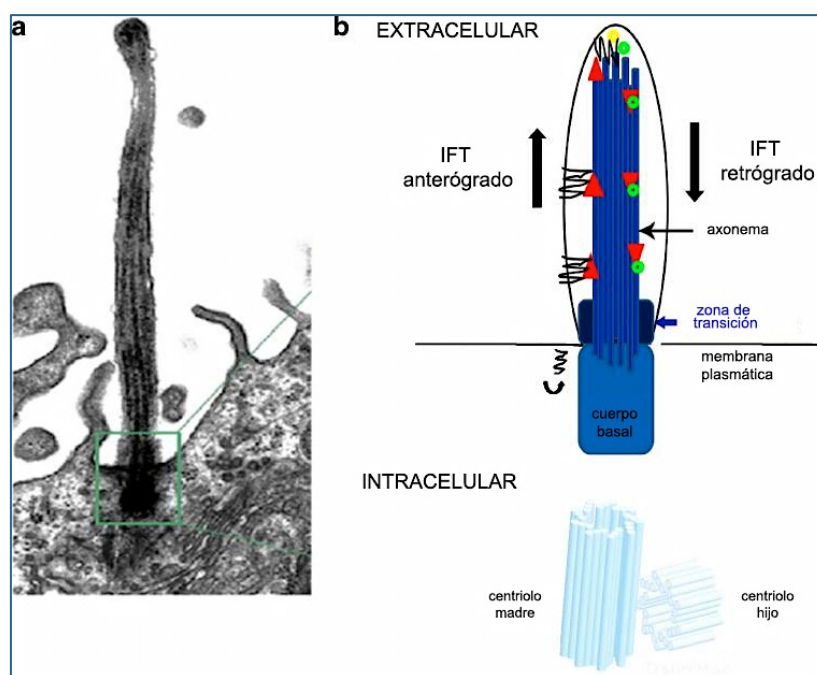 a
b
EXTRACELULAR
IFT
anterógrado
IFT
retrógrado
axonema
zona de
transición
membrana
plasmática
cuerpo
basal
INTRACELULAR
centriolo
madre
centriolo
hijo